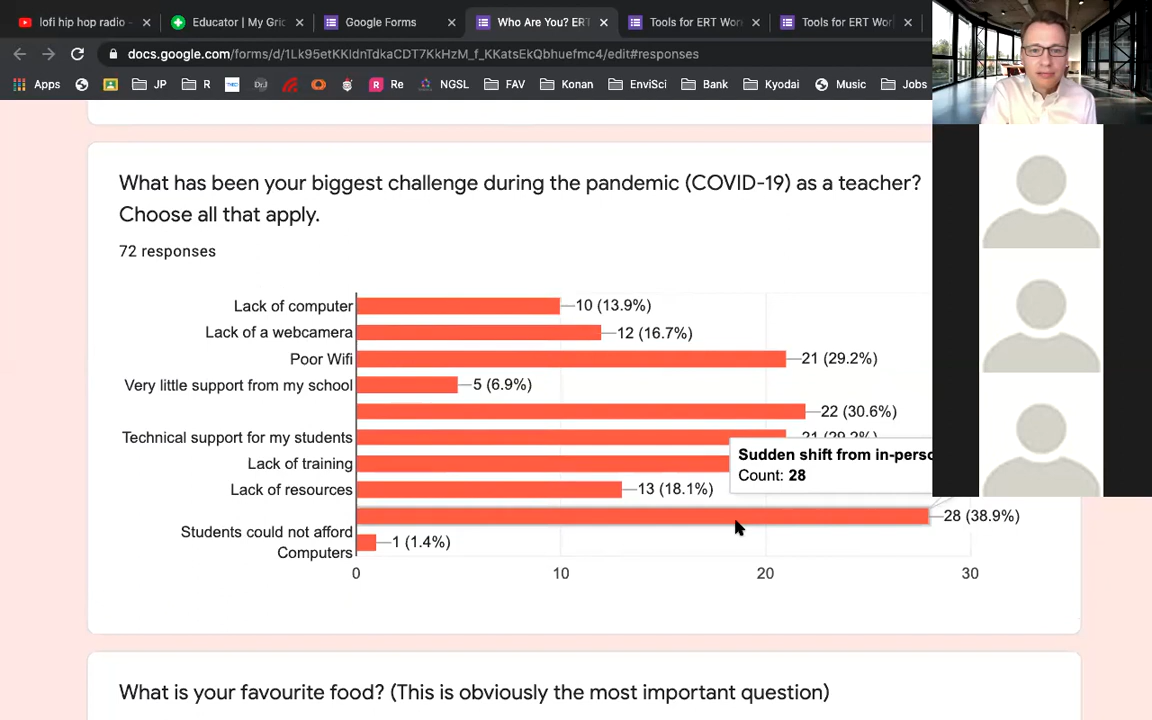 lofi hip hop radio -
Educator | My Gri
Google Forms
Who Are You? ERT
Tools for ERT Wor
Tools for ERT Wor
docs.google.com/forms/d/1Lk95etKKldnTdkaCDT7KkHzM_f_KKatsEkQbhuefmc4/edit#responses
Apps
JP
R
Re
NGSL
FAV
Konan
EnviSci
Bank
Kyodai
Music
Jobs
What has been your biggest challenge during the pandemic (COVID-19) as a teacher?
Choose all that apply.
72 responses
Lack of computer 10 (13.9%)
Lack of a webcamera 12 (16.7%)
Poor Wifi 21 (29.2%)
Very little support from my school 5 (6.9%)
22 (30.6%)
Technical support for my students 21 (29.2%)
Lack of training
Sudden shift from in-perso
Count: 28
Lack of resources 13 (18.1%)
28 (38.9%)
Students could not afford
Computers 1 (1.4%)
0 10 20 30
What is your favourite food? (This is obviously the most important question)